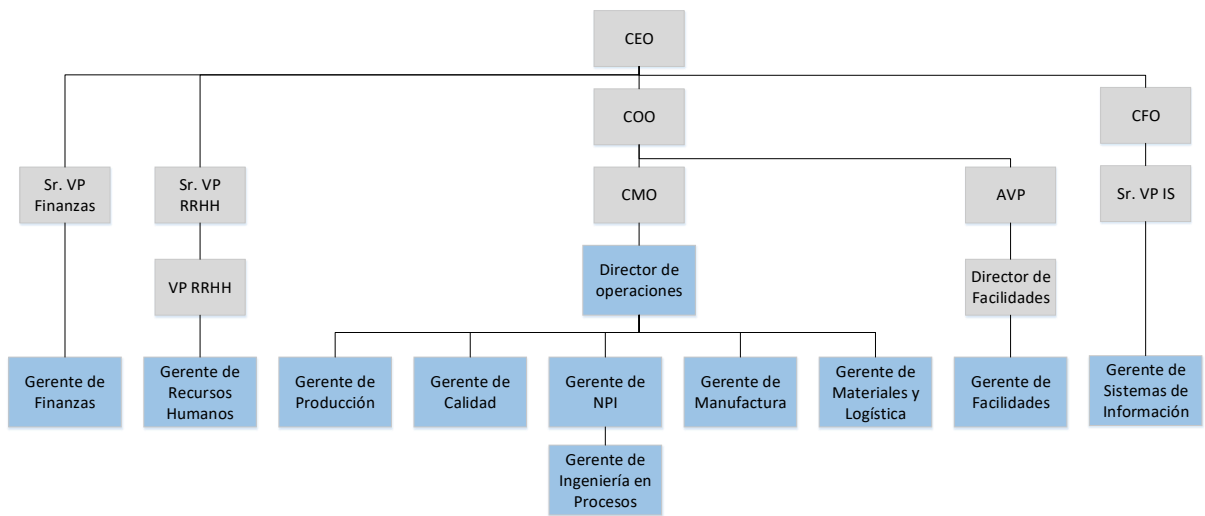 CEO
COO
CFO
Sr. VP
Finanzas
Sr. VP
RRHH
CMO
AVP
Sr. VP IS
VP RRHH
Director de
operaciones
Director de
Facilidades
Gerente de
Finanzas
Gerente de
Recursos
Humanos
Gerente de
Producción
Gerente de
Calidad
Gerente de
NPI
Gerente de
Manufactura
Gerente de
Materiales y
Logística
Gerente de
Facilidades
Gerente de
Sistemas de
Información
Gerente de
Ingeniería en
Procesos